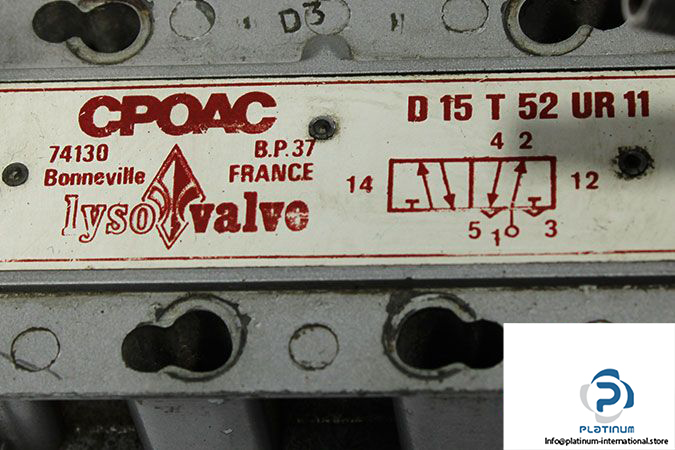 D3
CPOAC
D 15 T 52 UR 11
74130 B.P.37
Bonneville FRANCE
lyso valve
4 2
14 12
5 1 3
PLATINUM
Info@platinum-international.store